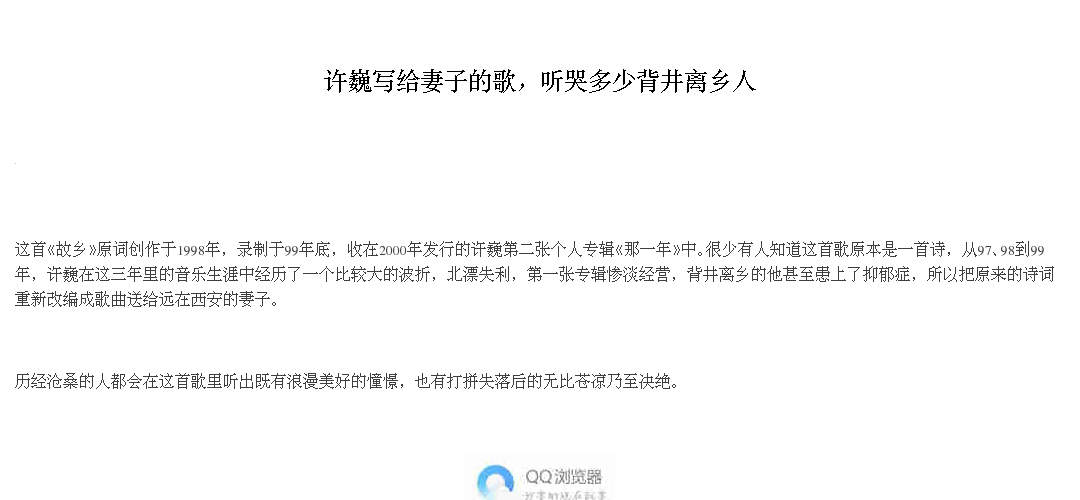 许巍写给妻子的歌，听哭多少背井离乡人
这首《故乡》原词创作于1998年，录制于99年底，收在2000年发行的许巍第二张个人专辑《那一年》中。很少有人知道这首歌原本是一首诗，从97、98到99
年，许巍在这三年里的音乐生涯中经历了一个比较大的波折，北漂失利，第一张专辑惨淡经营，背井离乡的他甚至患上了抑郁症，所以把原来的诗词
重新改编成歌曲送给远在西安的妻子。
历经沧桑的人都会在这首歌里听出既有浪漫美好的憧憬，也有打拼失落后的无比苍凉乃至决绝。
QQ浏览器